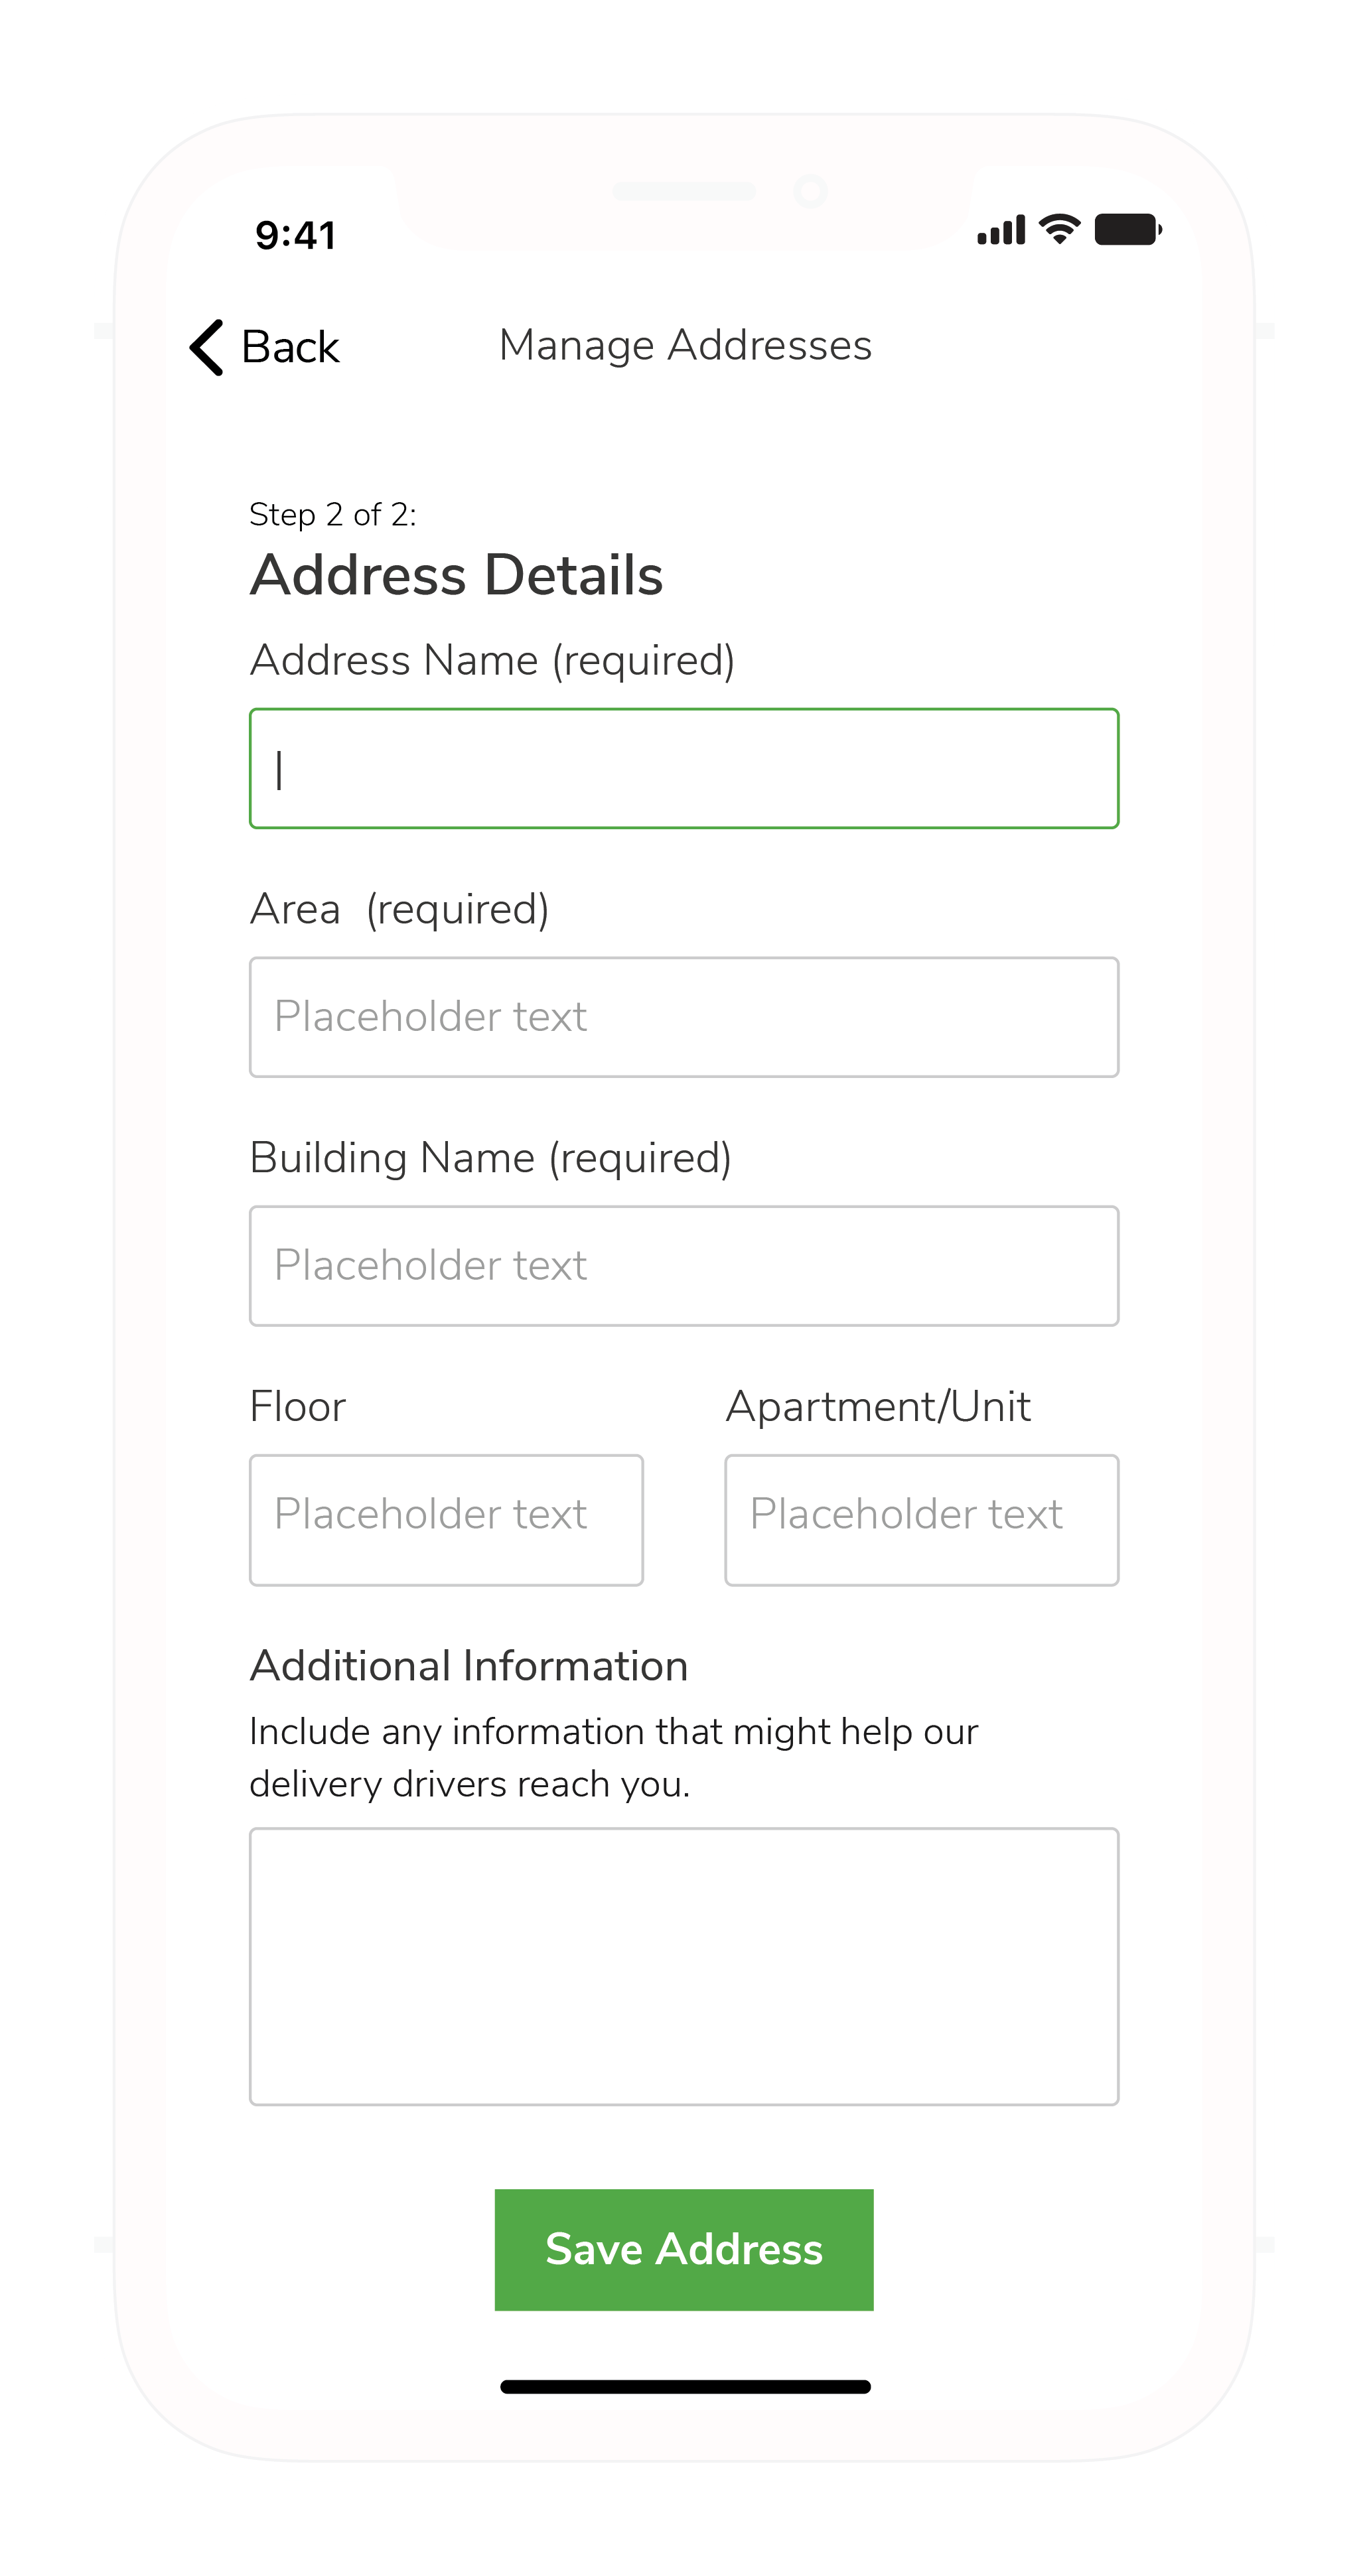 9:41
Back
Manage Addresses
Step 2 of 2:
Address Details
Address Name (required)
Area  (required)
Placeholder text
Building Name (required)
Placeholder text
Floor
Apartment/Unit
Placeholder text
Placeholder text
Additional Information
Include any information that might help our
delivery drivers reach you.
Save Address